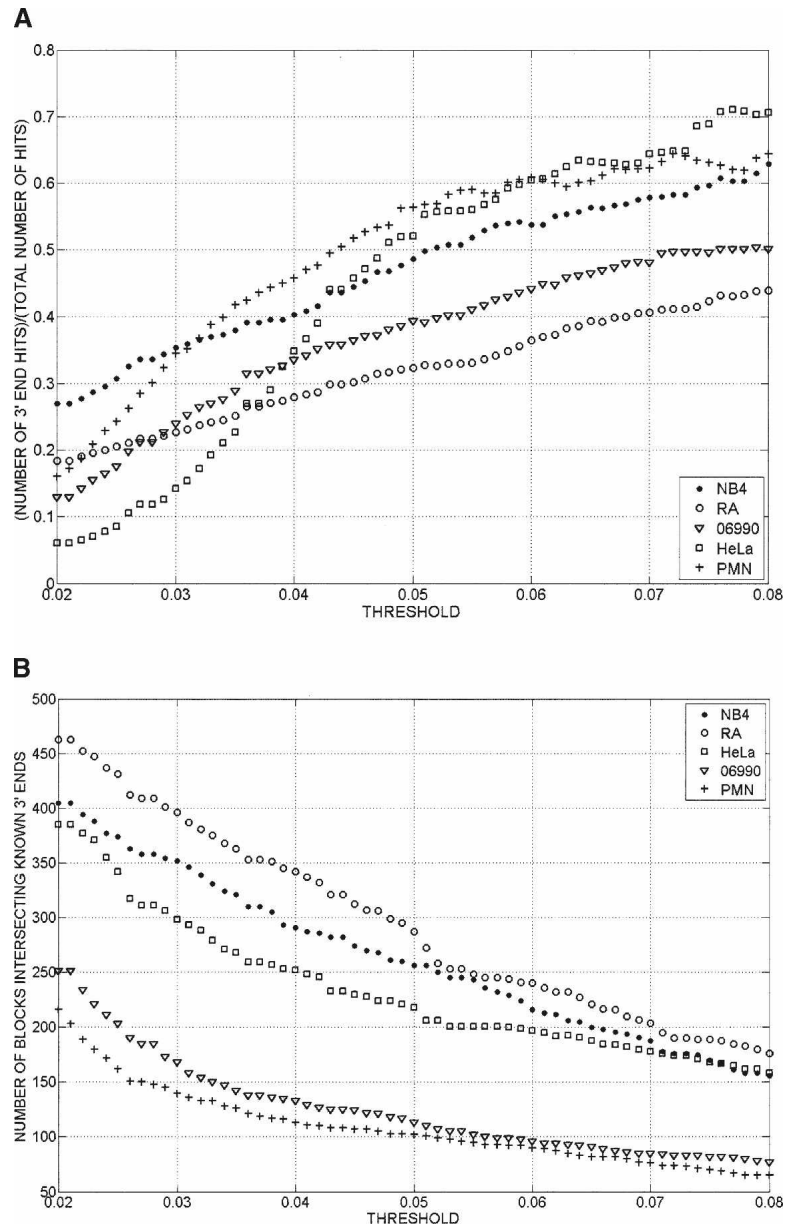 A
(NUMBER OF 3' END HITS)/(TOTAL NUMBER OF HITS)
0.8
0.7
0.6
0.5
0.4
0.3
0.2
0.1
0
0.02
0.03
0.04
0.05
0.06
0.07
0.08
THRESHOLD
NB4
RA
06990
HeLa
PMN
B
NUMBER OF BLOCKS INTERSECTING KNOWN 3' ENDS
500
450
400
350
300
250
200
150
100
50
0.02
0.03
0.04
0.05
0.06
0.07
0.08
THRESHOLD
NB4
RA
HeLa
06990
PMN